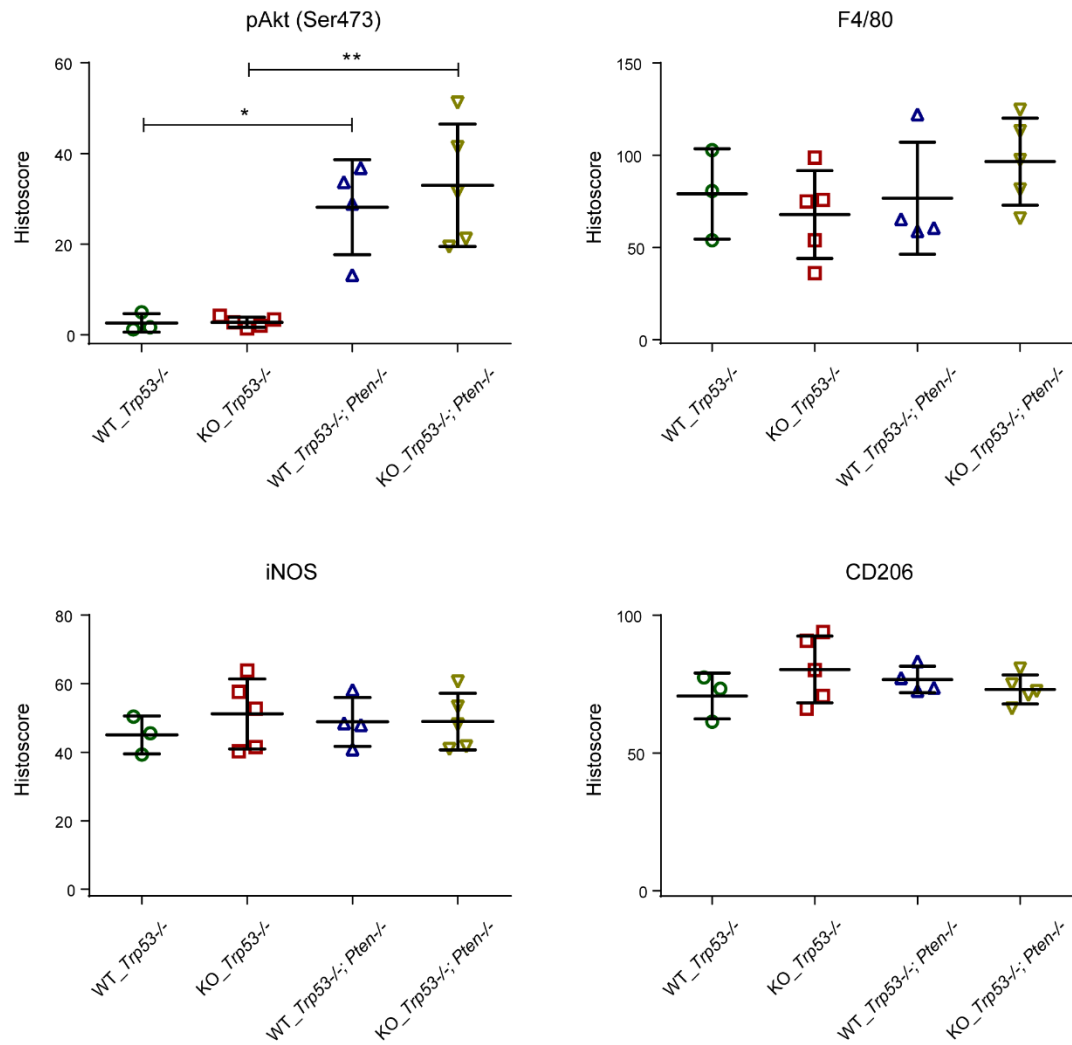 pAkt (Ser473)
60
40
20
0
Histoscore
*
**
WT_Trp53-/-
KO_Trp53-/-
WT_Trp53-/-; Pten-/-
KO_Trp53-/-; Pten-/-
F4/80
150
100
50
0
Histoscore
WT_Trp53-/-
KO_Trp53-/-
WT_Trp53-/-; Pten-/-
KO_Trp53-/-; Pten-/-
iNOS
80
60
40
20
0
Histoscore
WT_Trp53-/-
KO_Trp53-/-
WT_Trp53-/-; Pten-/-
KO_Trp53-/-; Pten-/-
CD206
100
50
0
Histoscore
WT_Trp53-/-
KO_Trp53-/-
WT_Trp53-/-; Pten-/-
KO_Trp53-/-; Pten-/-